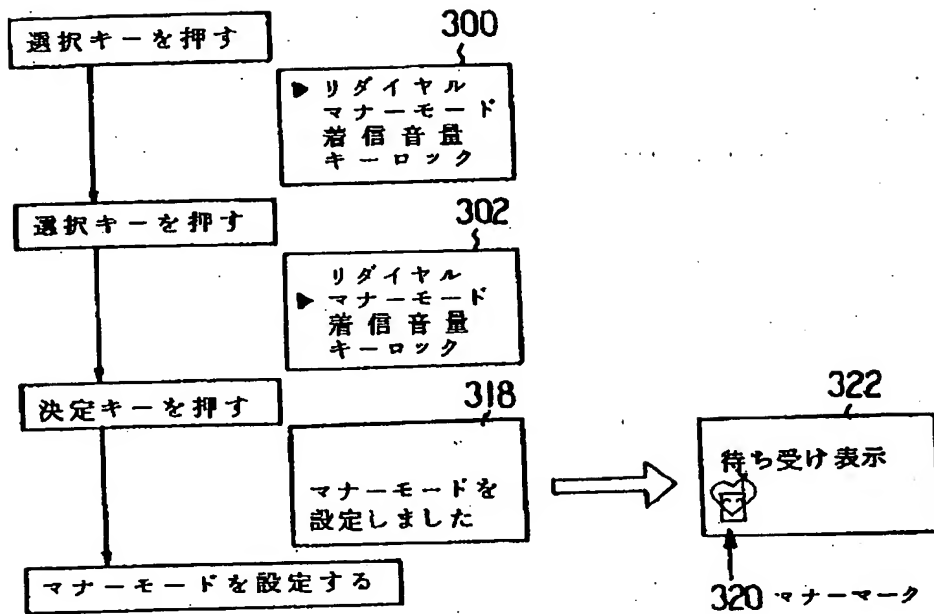 選択キーを押す
300
▶ リダイヤル
マナーモード
着信音量
キーロック
選択キーを押す
302
リダイヤル
▶ マナーモード
着信音量
キーロック
決定キーを押す
318
マナーモードを
設定しました
322
待ち受け表示
320 マナーマーク
マナーモードを設定する